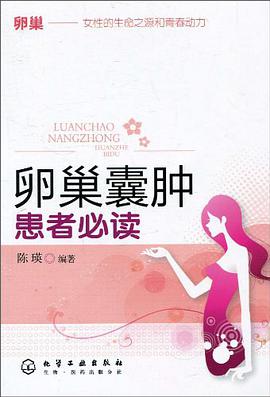 卵巢——女性的生命之源和青春动力
LUANCHAO
NANGZHONG
HUANZHE
BIDU
卵巢囊肿
患者必读
陈瑛 编著
化学工业出版社
生物·医药出版分社